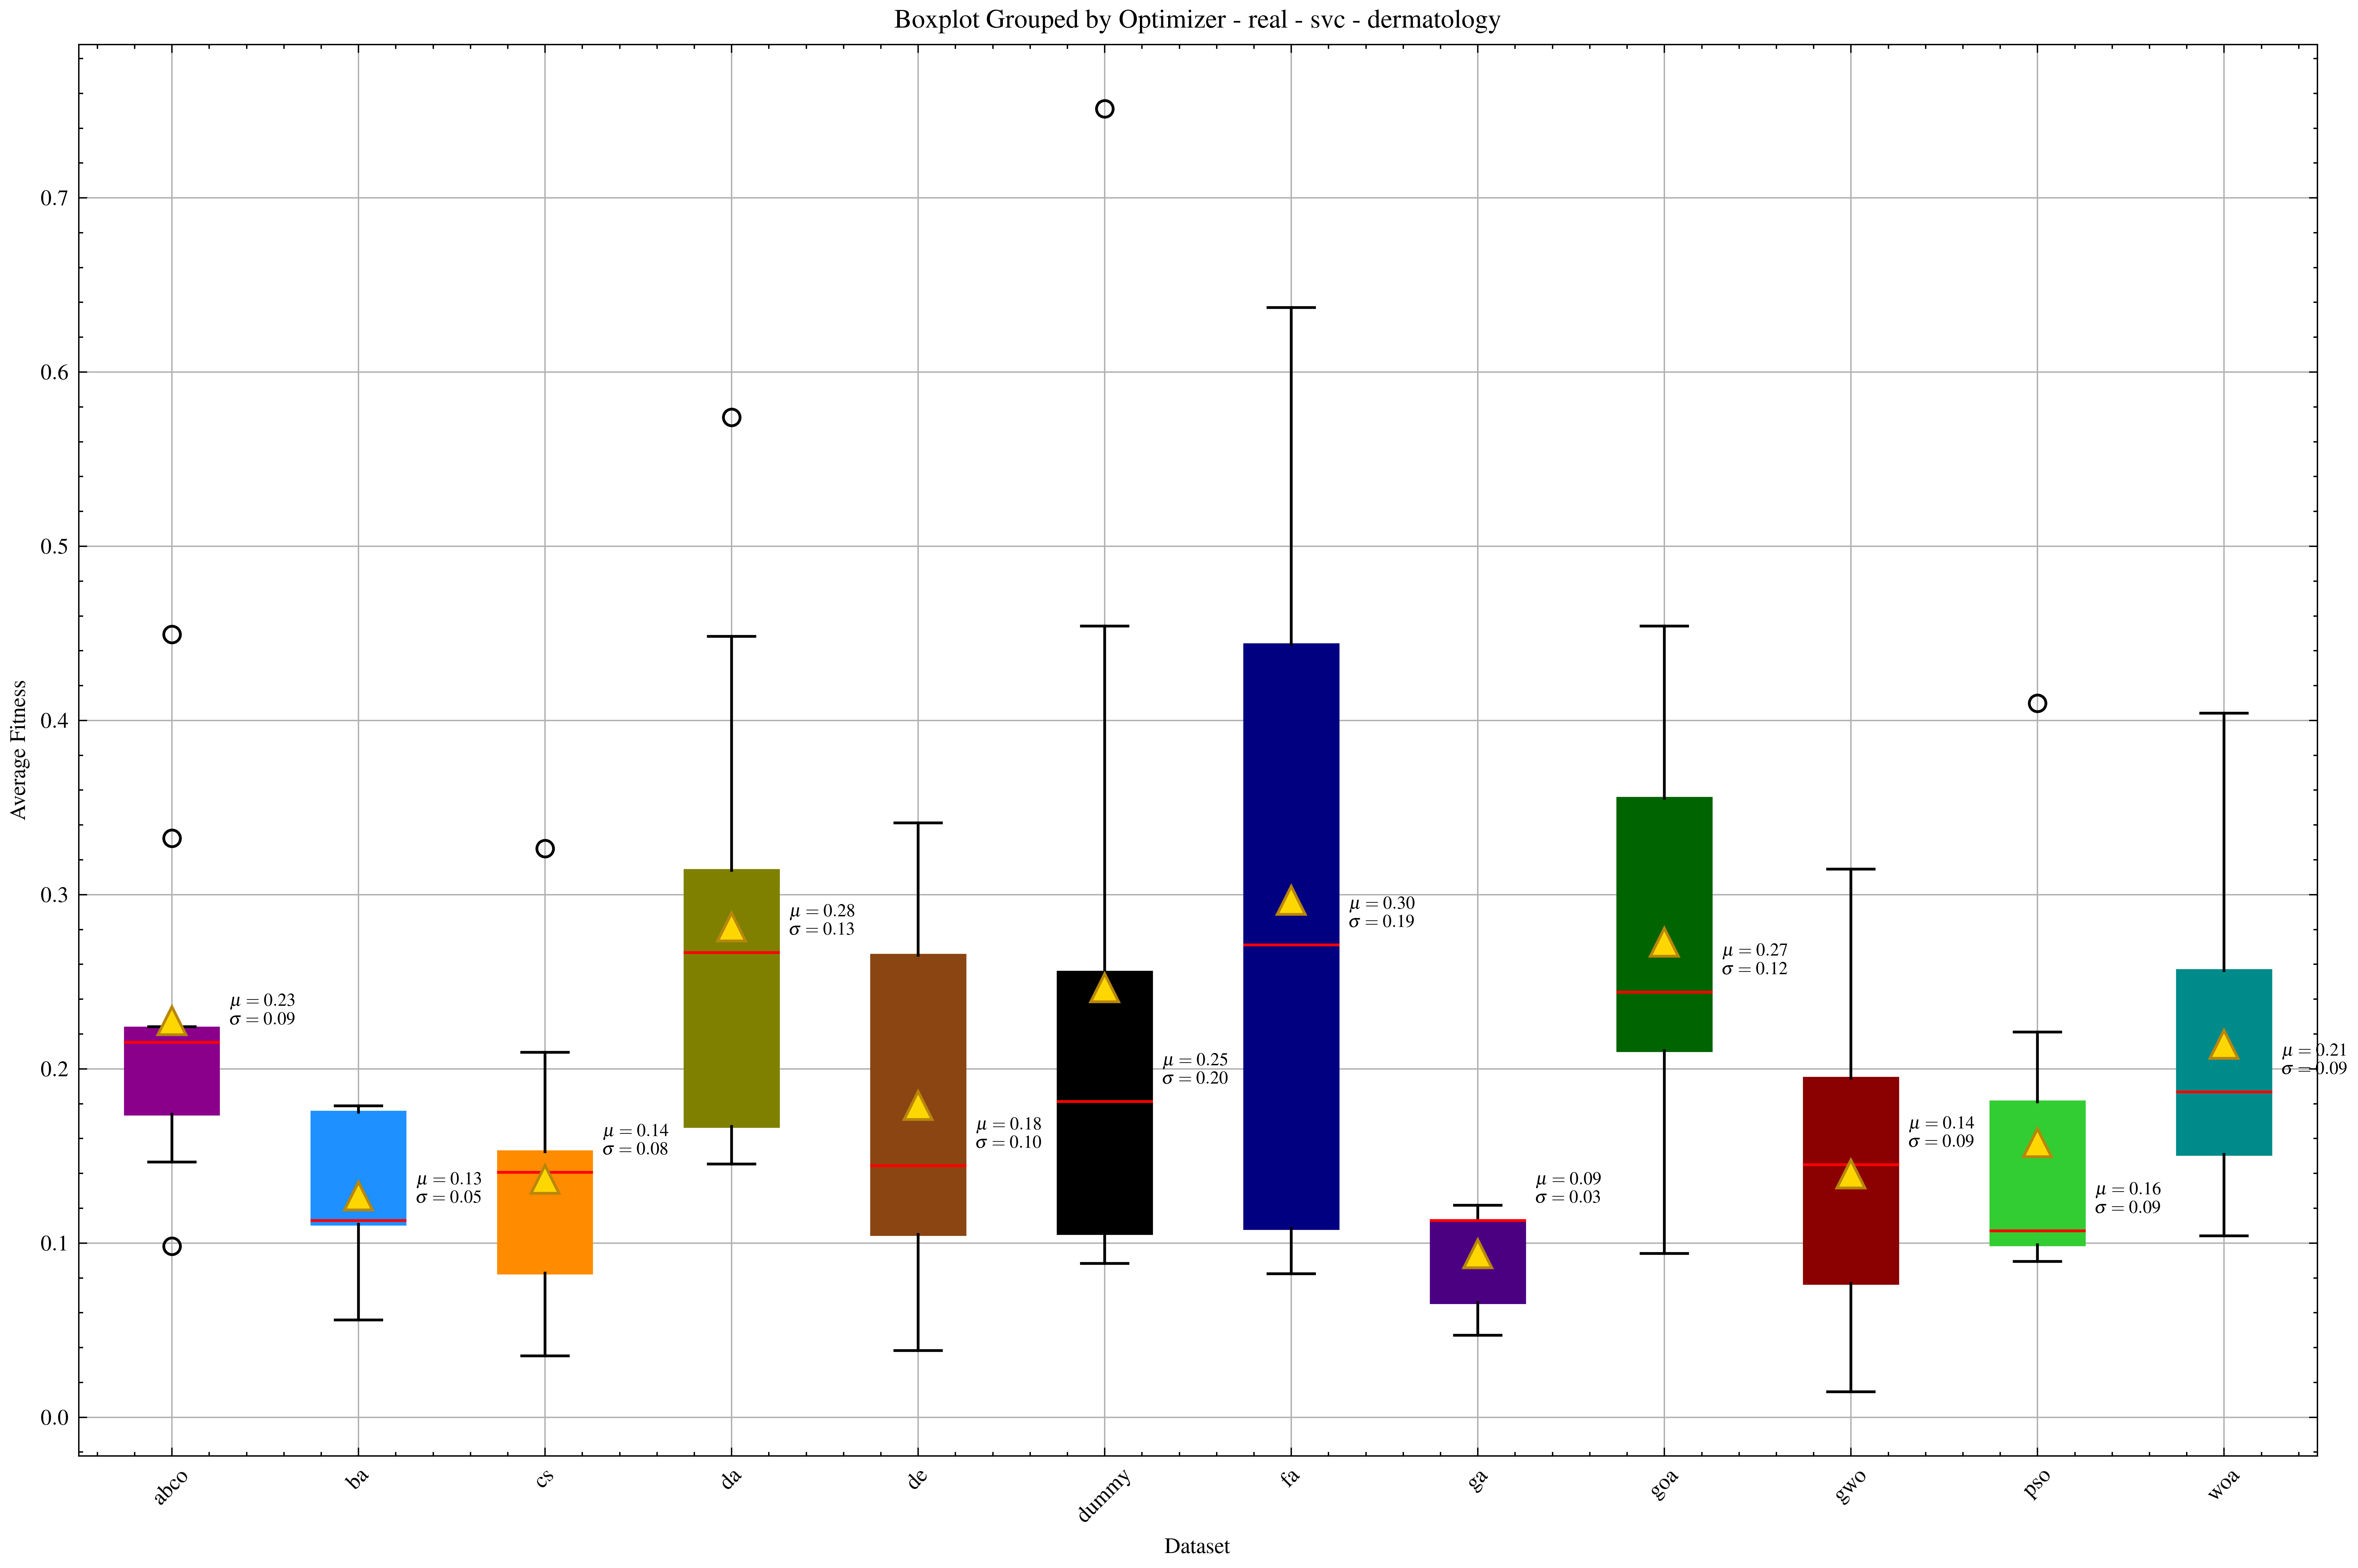 Boxplot Grouped by Optimizer - real - svc - dermatology
Average Fitness
0.7
0.6
0.5
0.4
0.3
0.2
0.1
0.0
μ = 0.23
σ = 0.09
μ = 0.13
σ = 0.05
μ = 0.14
σ = 0.08
μ = 0.28
σ = 0.13
μ = 0.18
σ = 0.10
μ = 0.25
σ = 0.20
μ = 0.30
σ = 0.19
μ = 0.09
σ = 0.03
μ = 0.27
σ = 0.12
μ = 0.14
σ = 0.09
μ = 0.16
σ = 0.09
μ = 0.21
σ = 0.09
abco
ba
cs
da
de
dummy
fa
ga
goa
gwo
pso
woa
Dataset